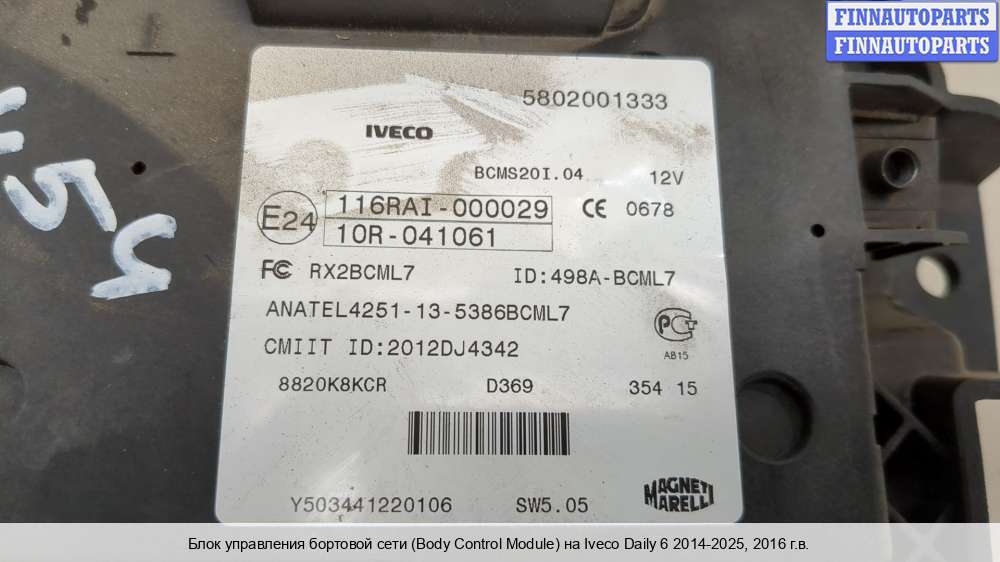 FINNAUTOPARTS
FINNAUTOPARTS
5802001333
IVECO
BCMS20I.04 12V
E24 116RAI-000029 CE 0678
10R-041061
FC RX2BCML7 ID:498A-BCML7
ANATEL4251-13-5386BCML7
CMIIT ID:2012DJ4342
АБ15
8820K8KCR D369 354 15
Y503441220106 SW5.05
MAGNETI
MARELLI
Блок управления бортовой сети (Body Control Module) на Iveco Daily 6 2014-2025, 2016 г.в.